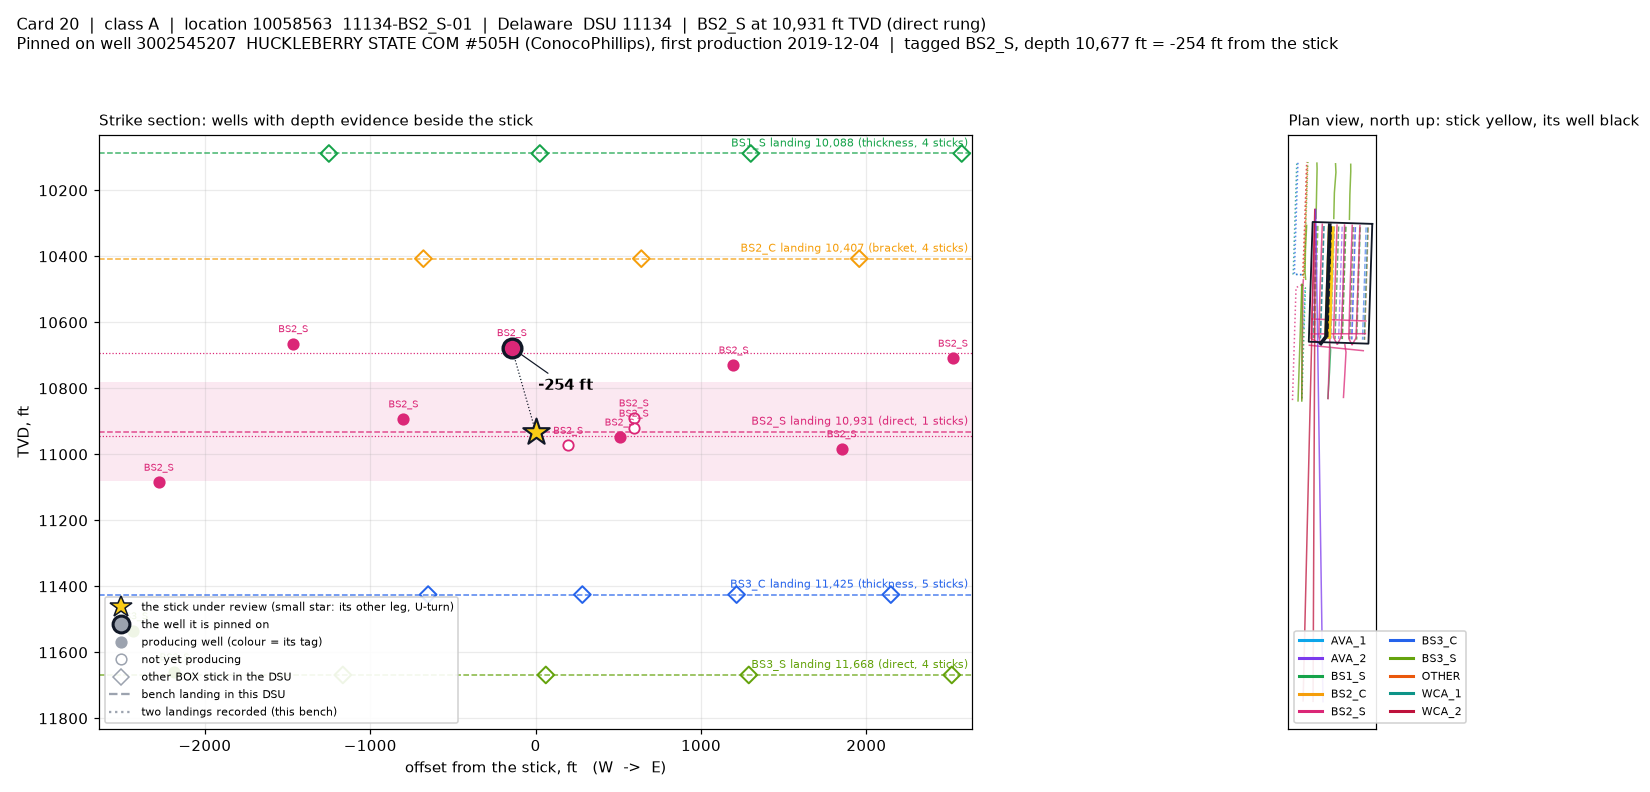 Card 20 | class A | location 10058563 11134-BS2_S-01 | Delaware DSU 11134 | BS2_S at 10,931 ft TVD (direct rung)
Pinned on well 3002545207 HUCKLEBERRY STATE COM #505H (ConocoPhillips), first production 2019-12-04 | tagged BS2_S, depth 10,677 ft = -254 ft from the stick
Strike section: wells with depth evidence beside the stick
Plan view, north up: stick yellow, its well black
BS1_S landing 10,088 (thickness, 4 sticks)
10200
BS2_C landing 10,407 (bracket, 4 sticks)
10400
10600
BS2_S
BS2_S
BS2_S
BS2_S
-254 ft
10800
BS2_S
BS2_S
BS2_S
BS2_S
BS2_S
BS2_S landing 10,931 (direct, 1 sticks)
BS2_S
11000
BS2_S
TVD, ft
11200
11400
BS3_C landing 11,425 (thickness, 5 sticks)
11600
BS3_S landing 11,668 (direct, 4 sticks)
11800
the stick under review (small star: its other leg, U-turn)
the well it is pinned on
producing well (colour = its tag)
not yet producing
other BOX stick in the DSU
bench landing in this DSU
two landings recorded (this bench)
−2000
−1000
0
1000
2000
offset from the stick, ft (W -> E)
AVA_1
AVA_2
BS1_S
BS2_C
BS2_S
BS3_C
BS3_S
OTHER
WCA_1
WCA_2